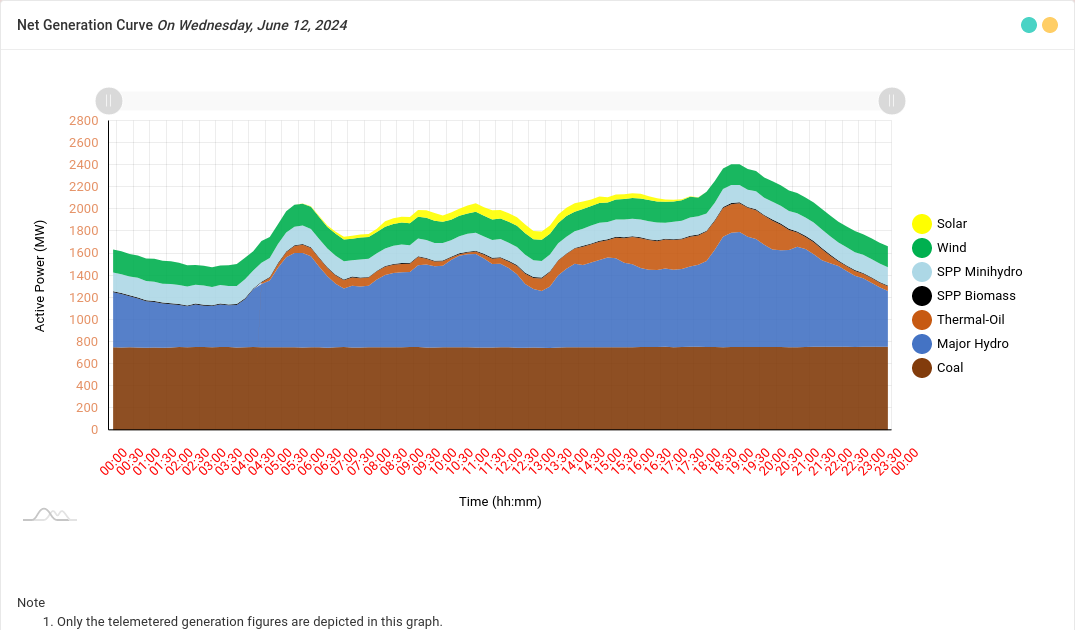 Net Generation Curve On Wednesday, June 12, 2024
2800
2600
2400
2200
2000
1800
1600
1400
1200
1000
800
600
400
200
0
Active Power (MW)
00:00 00:30 01:00 01:30 02:00 02:30 03:00 03:30 04:00 04:30 05:00 05:30 06:00 06:30 07:00 07:30 08:00 08:30 09:00 09:30 10:00 10:30 11:00 11:30 12:00 12:30 13:00 13:30 14:00 14:30 15:00 15:30 16:00 16:30 17:00 17:30 18:00 18:30 19:00 19:30 20:00 20:30 21:00 21:30 22:00 22:30 23:00 23:30 00:00
Time (hh:mm)
Solar
Wind
SPP Minihydro
SPP Biomass
Thermal-Oil
Major Hydro
Coal
Note
1. Only the telemetered generation figures are depicted in this graph.